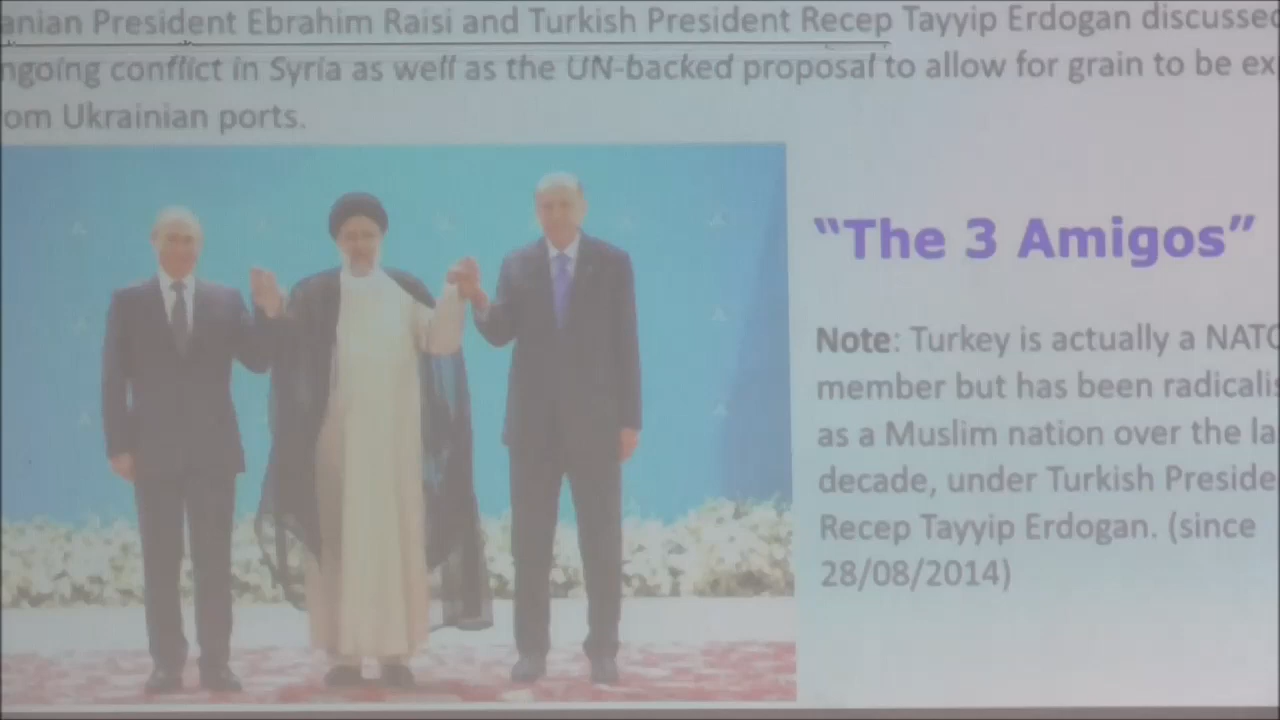 anian President Ebrahim Raisi and Turkish President Recep Tayyip Erdogan discussed
ngoing conflict in Syria as well as the UN-backed proposal to allow for grain to be ex
om Ukrainian ports.
“The 3 Amigos”
Note: Turkey is actually a NATO
member but has been radicalis
as a Muslim nation over the la
decade, under Turkish Preside
Recep Tayyip Erdogan. (since
28/08/2014)